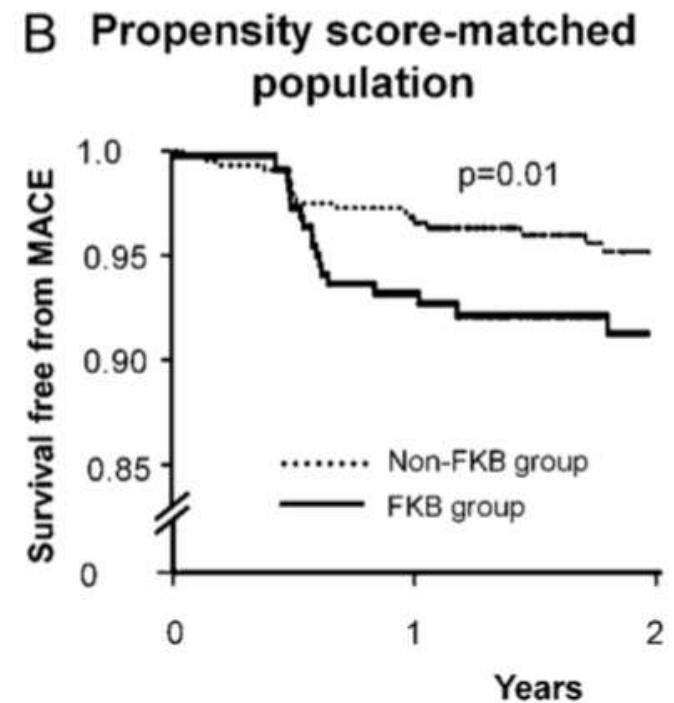 B Propensity score-matched
population
Survival free from MACE
1.0
0.95
0.90
0.85
0
p=0.01
Non-FKB group
FKB group
0 1 2
Years